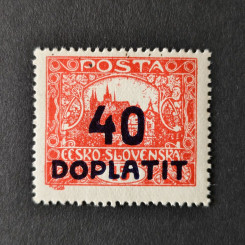 POSTA
40
DOPLATIT
ČESKO-SLOVENSKÁ